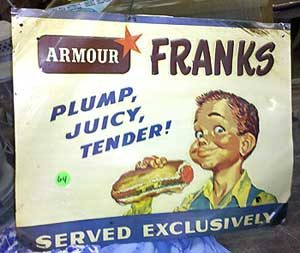 ARMOUR FRANKS
PLUMP,
JUICY,
TENDER!
64
SERVED EXCLUSIVELY